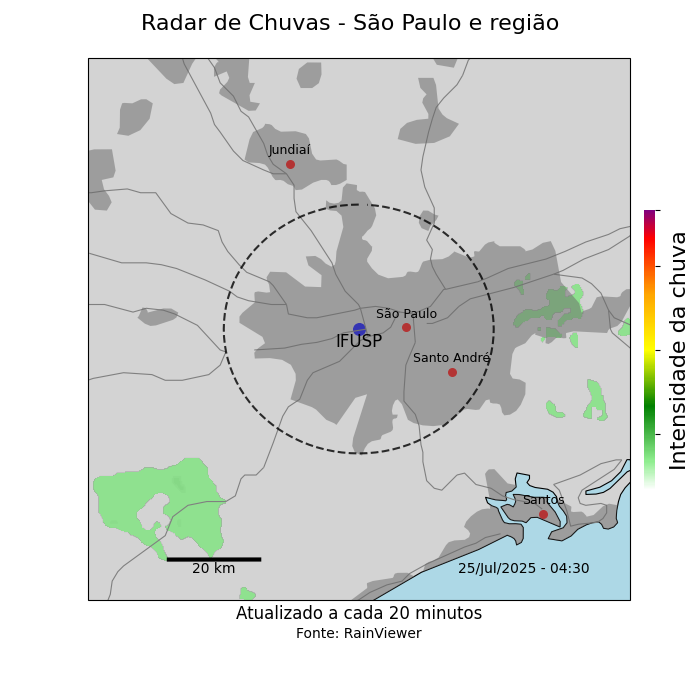 Radar de Chuvas - São Paulo e região
Jundiaí
São Paulo
IFUSP
Santo André
Santos
20 km
25/Jul/2025 - 04:30
Intensidade da chuva
Atualizado a cada 20 minutos
Fonte: RainViewer